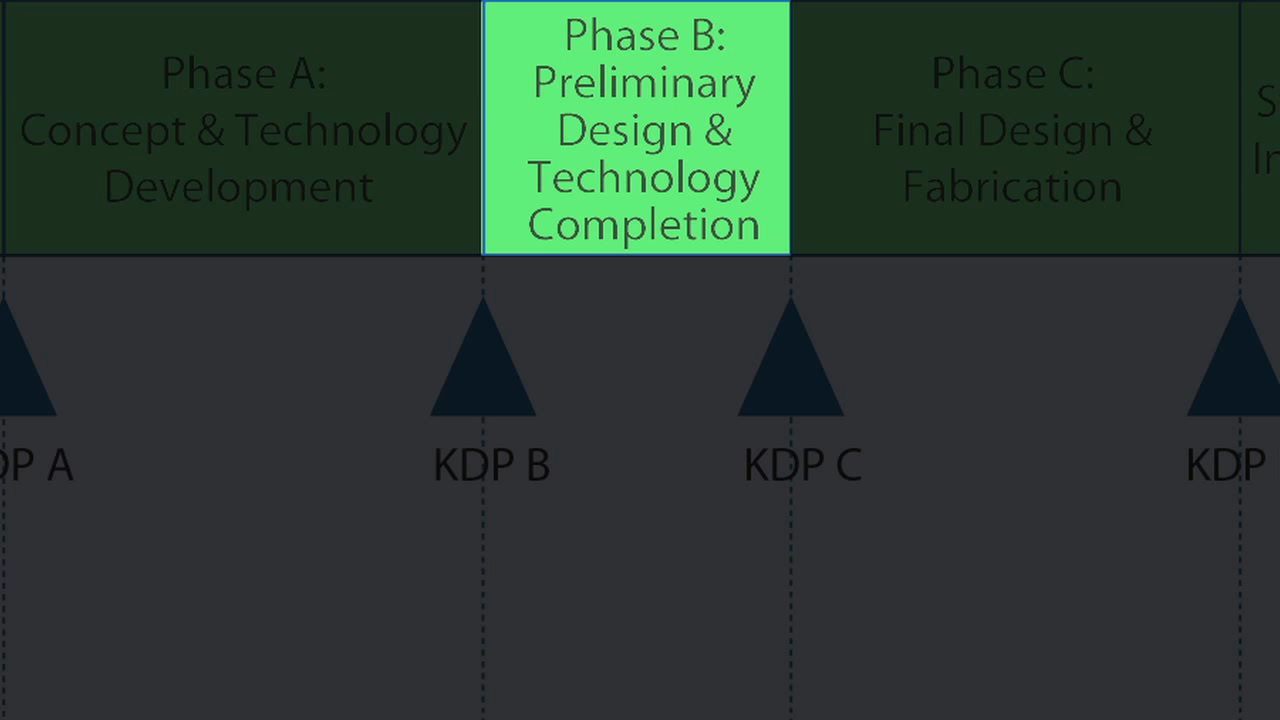 Phase A:
Concept & Technology
Development
Phase B:
Preliminary
Design &
Technology
Completion
Phase C:
Final Design &
Fabrication
KDP B
KDP C
KDP